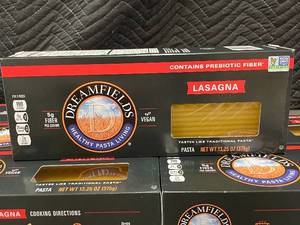 CONTAINS PREBIOTIC FIBER
LASAGNA
DREAMFIELDS
HEALTHY PASTA LIVING
5g
FIBER
VEGAN
TASTES LIKE TRADITIONAL PASTA*
PASTA NET WT 13.25 OZ (375g)
TASTES LIKE TRADITIONAL PASTA*
PASTA NET WT 13.25 OZ (375g)
LASAGNA COOKING DIRECTIONS
DREAMFIELDS